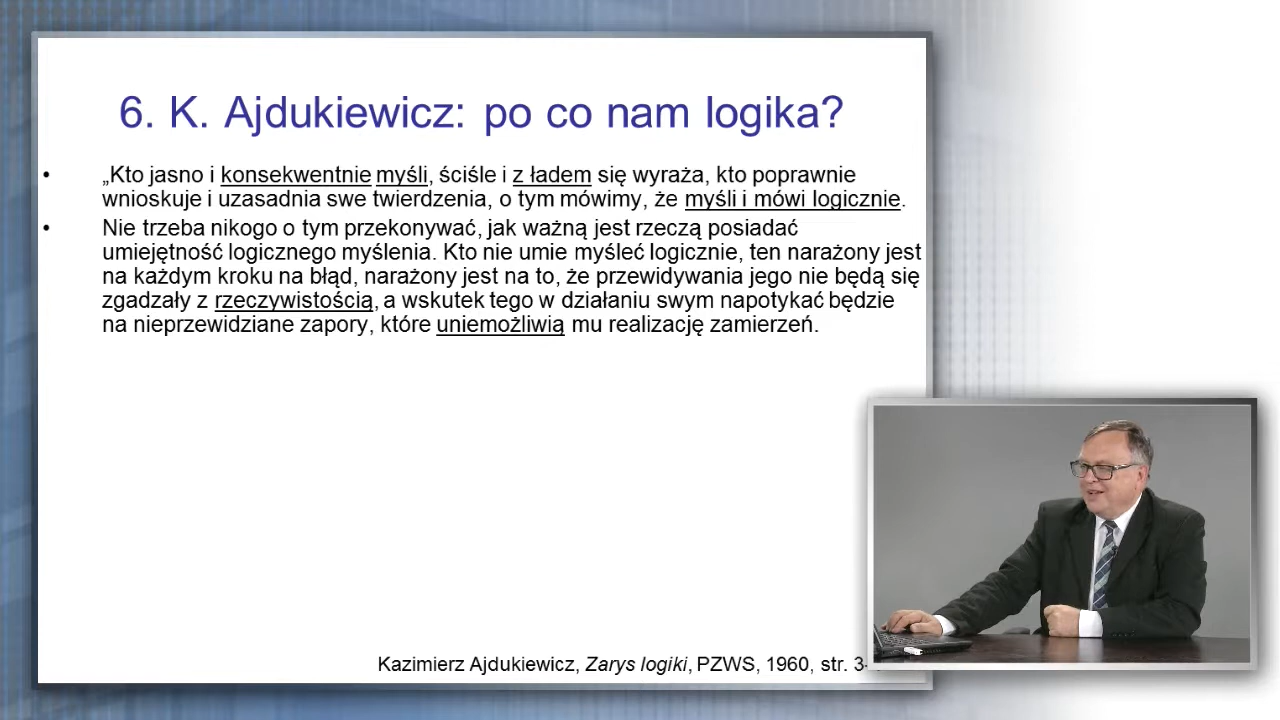 6. K. Ajdukiewicz: po co nam logika?
• „Kto jasno i konsekwentnie myśli, ściśle i z ładem się wyraża, kto poprawnie
wnioskuje i uzasadnia swe twierdzenia, o tym mówimy, że myśli i mówi logicznie.
• Nie trzeba nikogo o tym przekonywać, jak ważną jest rzeczą posiadać
umiejętność logicznego myślenia. Kto nie umie myśleć logicznie, ten narażony jest
na każdym kroku na błąd, narażony jest na to, że przewidywania jego nie będą się
zgadzały z rzeczywistością, a wskutek tego w działaniu swym napotykać będzie
na nieprzewidziane zapory, które uniemożliwią mu realizację zamierzeń.
Kazimierz Ajdukiewicz, Zarys logiki, PZWS, 1960, str. 3-